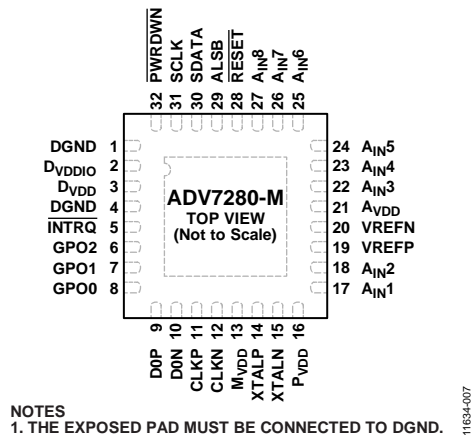 32 PWRDWN
31 SCLK
30 SDATA
29 ALSB
28 RESET
27 AIN8
26 AIN7
25 AIN6
DGND 1
DVDDIO 2
DVDD 3
DGND 4
INTRQ 5
GPO2 6
GPO1 7
GPO0 8
ADV7280-M
TOP VIEW
(Not to Scale)
24 AIN5
23 AIN4
22 AIN3
21 AVDD
20 VREFN
19 VREFP
18 AIN2
17 AIN1
D0P 9
D0N 10
CLKP 11
CLKN 12
MVDD 13
XTALP 14
XTALN 15
PVDD 16
NOTES
1. THE EXPOSED PAD MUST BE CONNECTED TO DGND.
11634-007